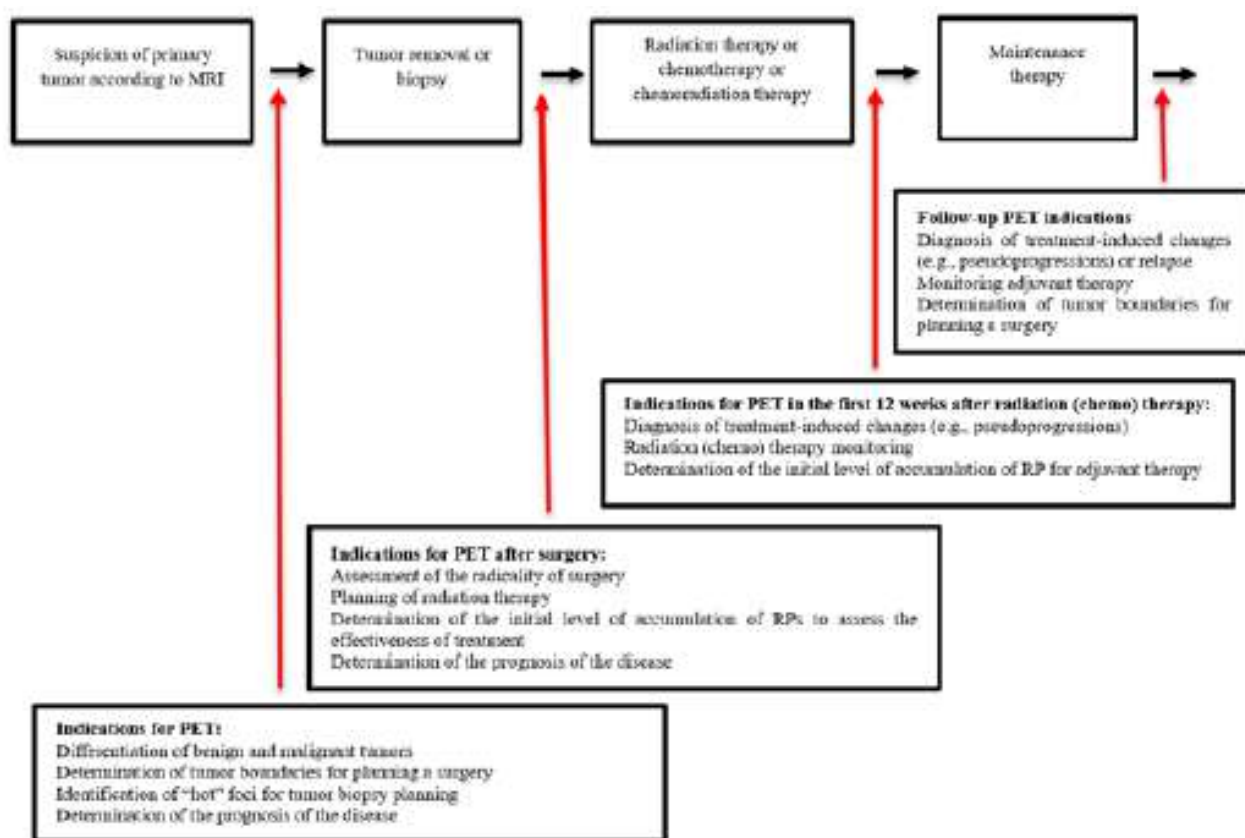 Suspicion of primary
tumor according to MRI
Tumor removal or
biopsy
Radiation therapy or
chemotherapy or
chemoradiation therapy
Maintenance
therapy
Follow-up PET indications
Diagnosis of treatment-induced changes
(e.g., pseudoprogressions) or relapse
Monitoring adjuvant therapy
Determination of tumor boundaries for
planning a surgery
Indications for PET in the first 12 weeks after radiation (chemo) therapy:
Diagnosis of treatment-induced changes (e.g., pseudoprogressions)
Radiation (chemo) therapy monitoring
Determination of the initial level of accumulation of RP for adjuvant therapy
Indications for PET after surgery:
Assessment of the radicality of surgery
Planning of radiation therapy
Determination of the initial level of accumulation of RPs to assess the
effectiveness of treatment
Determination of the prognosis of the disease
Indications for PET:
Differentiation of benign and malignant tumors
Determination of tumor boundaries for planning a surgery
Identification of "hot" foci for tumor biopsy planning
Determination of the prognosis of the disease